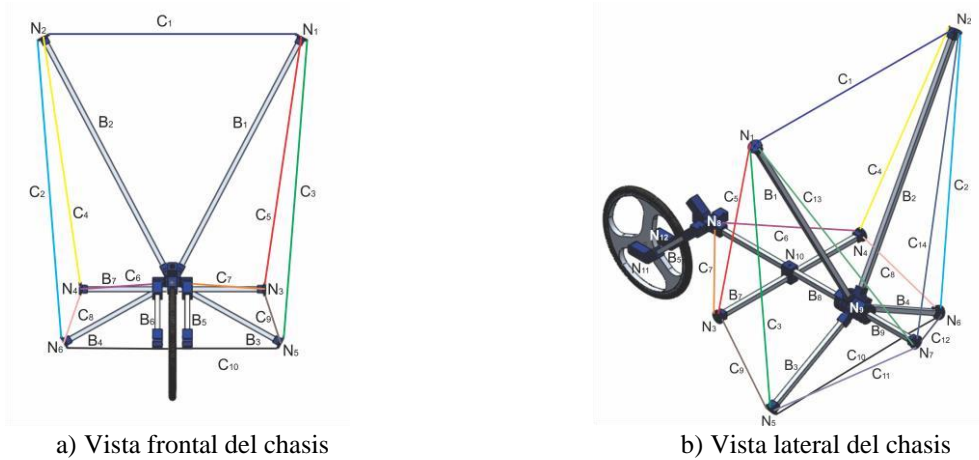 C1
N2
N1
B2
B1
C2
C4
C5
C3
N4
B7
C6
C7
N3
C8
B6
B5
C9
N6
B4
B3
N5
C10
a) Vista frontal del chasis
N2
C1
N1
C4
C5
B1
C13
B2
C2
N8
N12
C6
N4
C14
N11
B5
N10
C7
C8
B7
B8
B4
N3
N9
B9
N6
C3
C12
N7
C9
B3
C10
C11
N5
b) Vista lateral del chasis